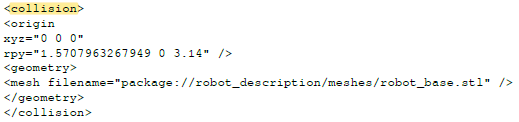 <collision>
<origin
xyz="0 0 0"
rpy="1.5707963267949 0 3.14" />
<geometry>
<mesh filename="package://robot_description/meshes/robot_base.stl" />
</geometry>
</collision>